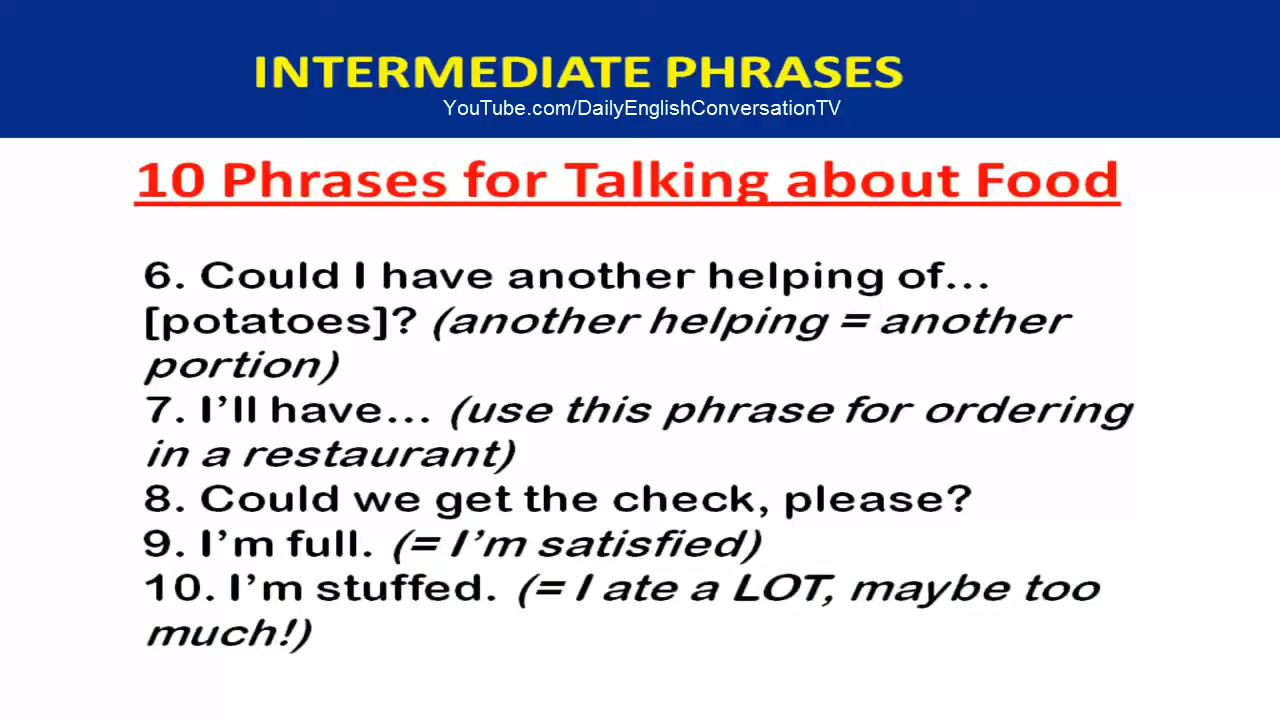 INTERMEDIATE PHRASES
YouTube.com/DailyEnglishConversationTV
10 Phrases for Talking about Food
6. Could I have another helping of…
[potatoes]? (another helping = another
portion)
7. I’ll have… (use this phrase for ordering
in a restaurant)
8. Could we get the check, please?
9. I’m full. (= I’m satisfied)
10. I’m stuffed. (= I ate a LOT, maybe too
much!)